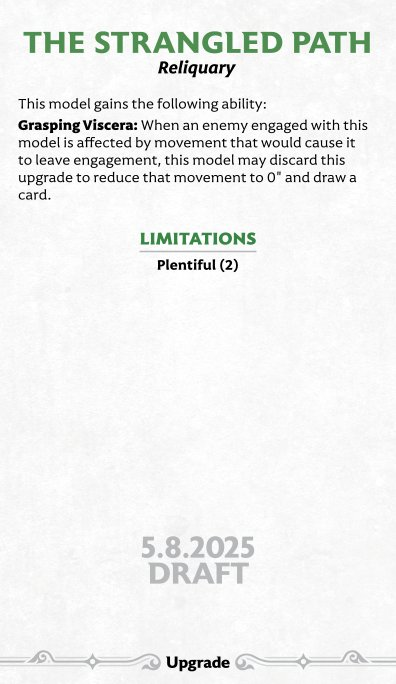 THE STRANGLED PATH
Reliquary
This model gains the following ability:
Grasping Viscera: When an enemy engaged with this
model is affected by movement that would cause it
to leave engagement, this model may discard this
upgrade to reduce that movement to 0" and draw a
card.
LIMITATIONS
Plentiful (2)
5.8.2025
DRAFT
Upgrade